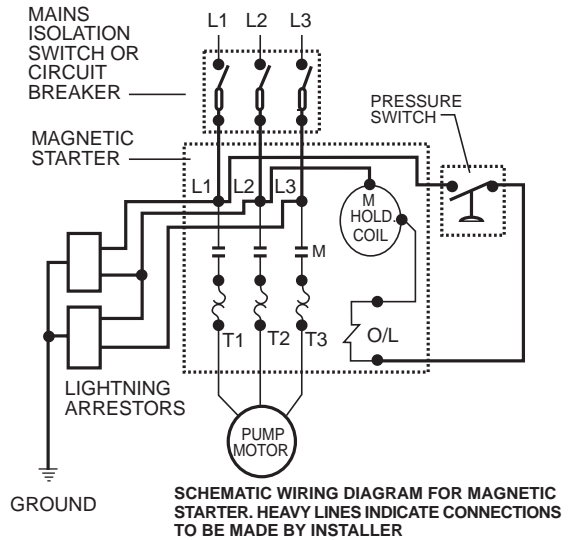 MAINS
ISOLATION
SWITCH OR
CIRCUIT
BREAKER
L1 L2 L3
PRESSURE
SWITCH
MAGNETIC
STARTER
L1 L2 L3
M
HOLD.
COIL
M
T1 T2 T3
O/L
LIGHTNING
ARRESTORS
PUMP
MOTOR
GROUND
SCHEMATIC WIRING DIAGRAM FOR MAGNETIC
STARTER. HEAVY LINES INDICATE CONNECTIONS
TO BE MADE BY INSTALLER